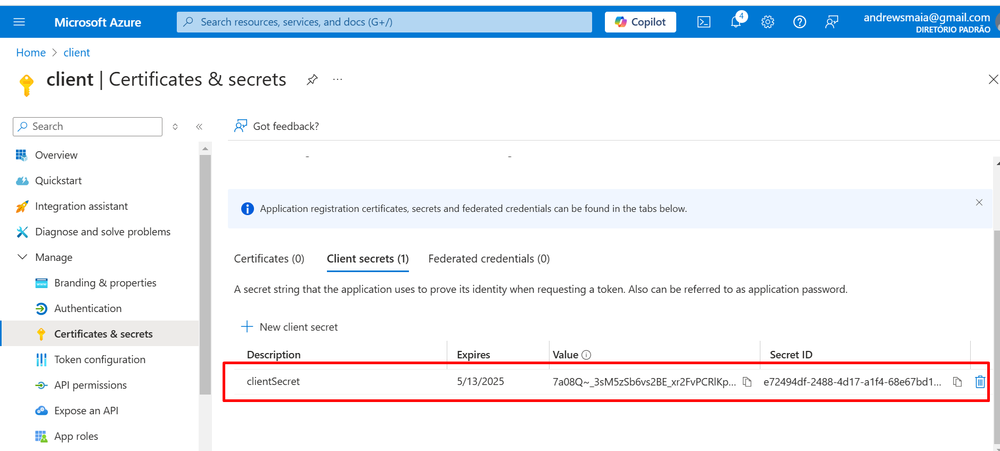 Microsoft Azure
Search resources, services, and docs (G+/)
Copilot
4
andrewsmaia@gmail.com
DIRETÓRIO PADRÃO
Home > client
client | Certificates & secrets
Search
Got feedback?
Overview
Quickstart
Integration assistant
Diagnose and solve problems
Manage
Branding & properties
Authentication
Certificates & secrets
Token configuration
API permissions
Expose an API
App roles
Application registration certificates, secrets and federated credentials can be found in the tabs below.
Certificates (0) Client secrets (1) Federated credentials (0)
A secret string that the application uses to prove its identity when requesting a token. Also can be referred to as application password.
New client secret
Description Expires Value Secret ID
clientSecret 5/13/2025 7a08Q~_3sM5zSb6vs2BE_xr2FvPCRlKp... e72494df-2488-4d17-a1f4-68e67bd1...